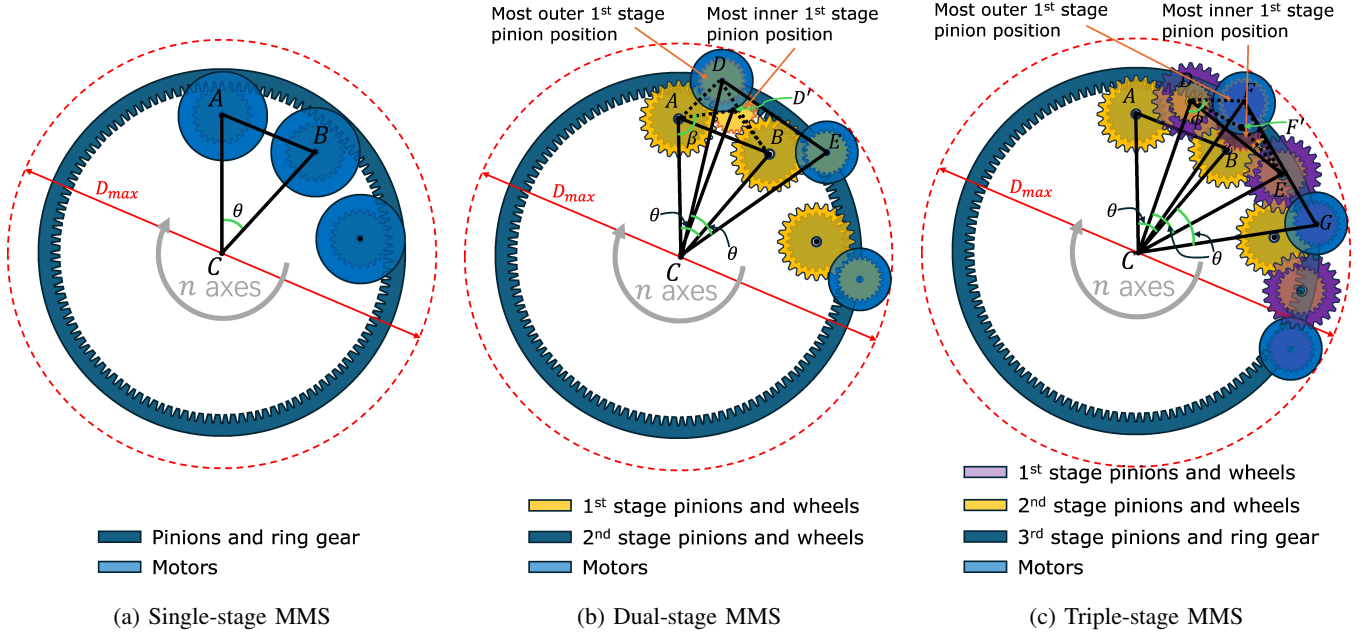 A
B
D_max
θ
C
n axes
Pinions and ring gear
Motors
(a) Single-stage MMS
Most outer 1st stage
pinion position
Most inner 1st stage
pinion position
D
D'
A
β
B
E
D_max
θ
θ
C
n axes
1st stage pinions and wheels
2nd stage pinions and wheels
Motors
(b) Dual-stage MMS
Most outer 1st stage
pinion position
Most inner 1st stage
pinion position
A
D
F
ϕ
F'
B
E
D_max
θ
G
θ
C
n axes
1st stage pinions and wheels
2nd stage pinions and wheels
3rd stage pinions and ring gear
Motors
(c) Triple-stage MMS